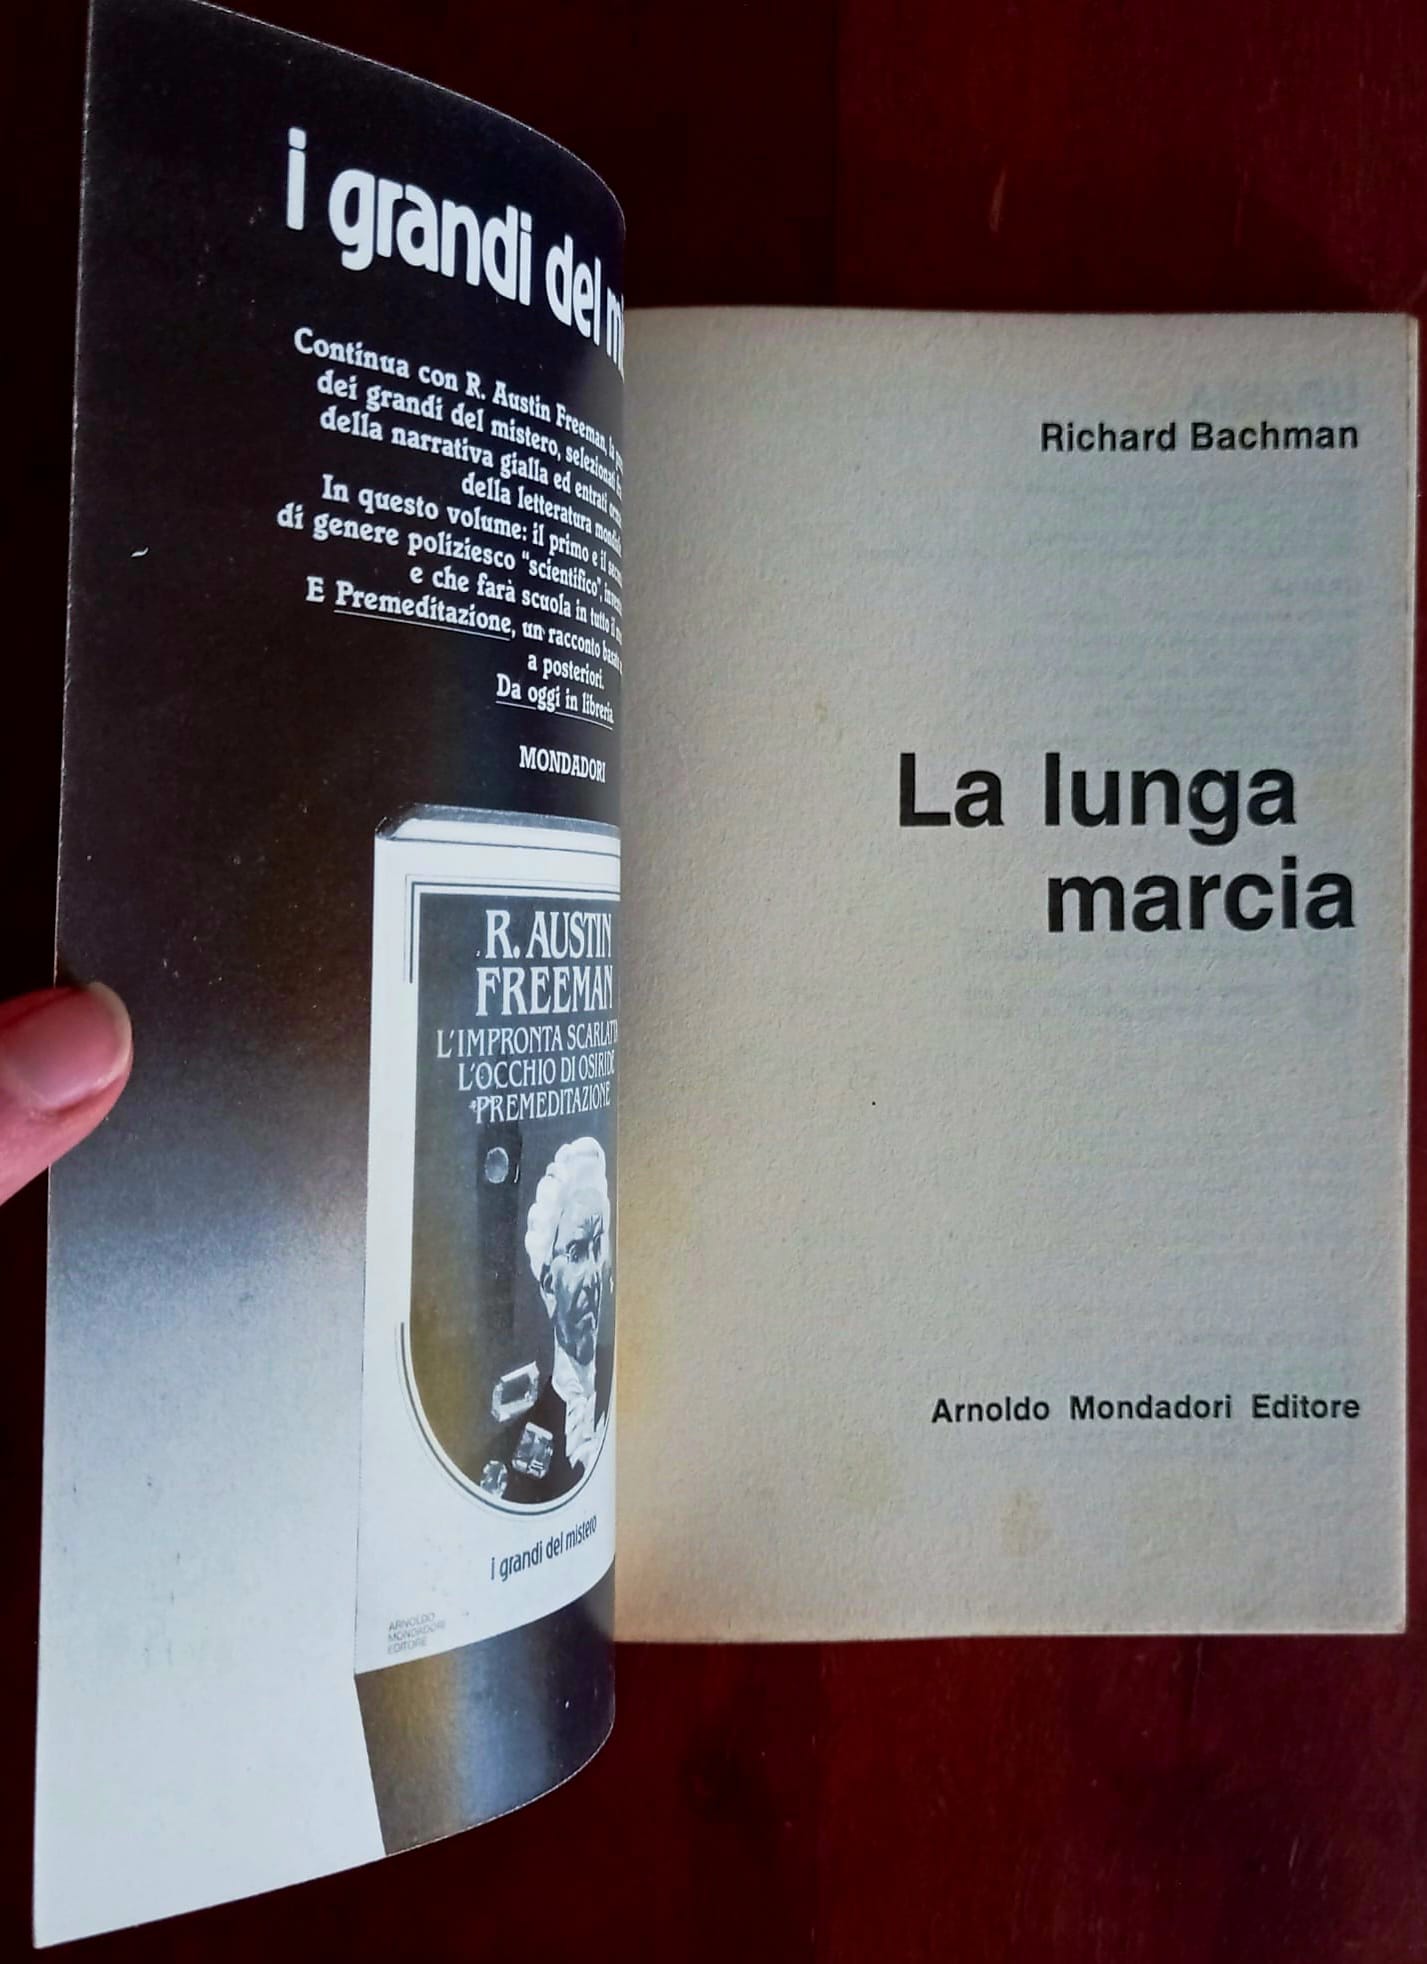 i grandi del mi
Continua con R. Austin Freeman, la
dei grandi del mistero, selezionati
della narrativa gialla ed entrati
della letteratura
In questo volume: il primo e il
di genere poliziesco "scientifico",
e che farà scuola in tutto il
E Premeditazione, un racconto
a posteriori.
Da oggi in libreria
MONDADORI
R. AUSTIN
FREEMAN
L'IMPRONTA SCARLATTA
L'OCCHIO DI OSIRIDE
PREMEDITAZIONE
i grandi del mistero
ARNOLDO
MONDADORI
EDITORE
Richard Bachman
La lunga
marcia
Arnoldo Mondadori Editore